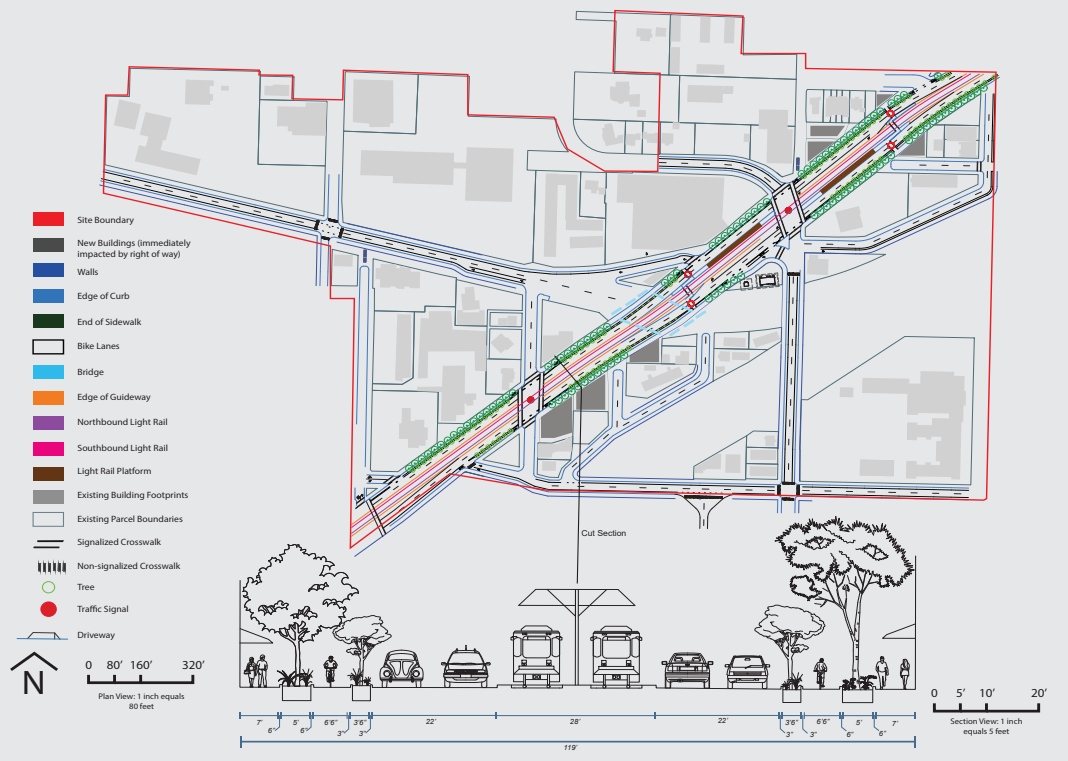 Site Boundary
New Buildings (immediately
impacted by right of way)
Walls
Edge of Curb
End of Sidewalk
Bike Lanes
Bridge
Edge of Guideway
Northbound Light Rail
Southbound Light Rail
Light Rail Platform
Existing Building Footprints
Existing Parcel Boundaries
Signalized Crosswalk
Non-signalized Crosswalk
Tree
Traffic Signal
Driveway
N
0 80' 160' 320'
Plan View: 1 inch equals
80 feet
Cut Section
0 5' 10' 20'
Section View: 1 inch
equals 5 feet
7' 5' 6'6" 3'6" 22' 28' 22' 3'6" 6'6" 5' 7'
6" 6" 3" 3" 3" 3" 6" 6"
119'